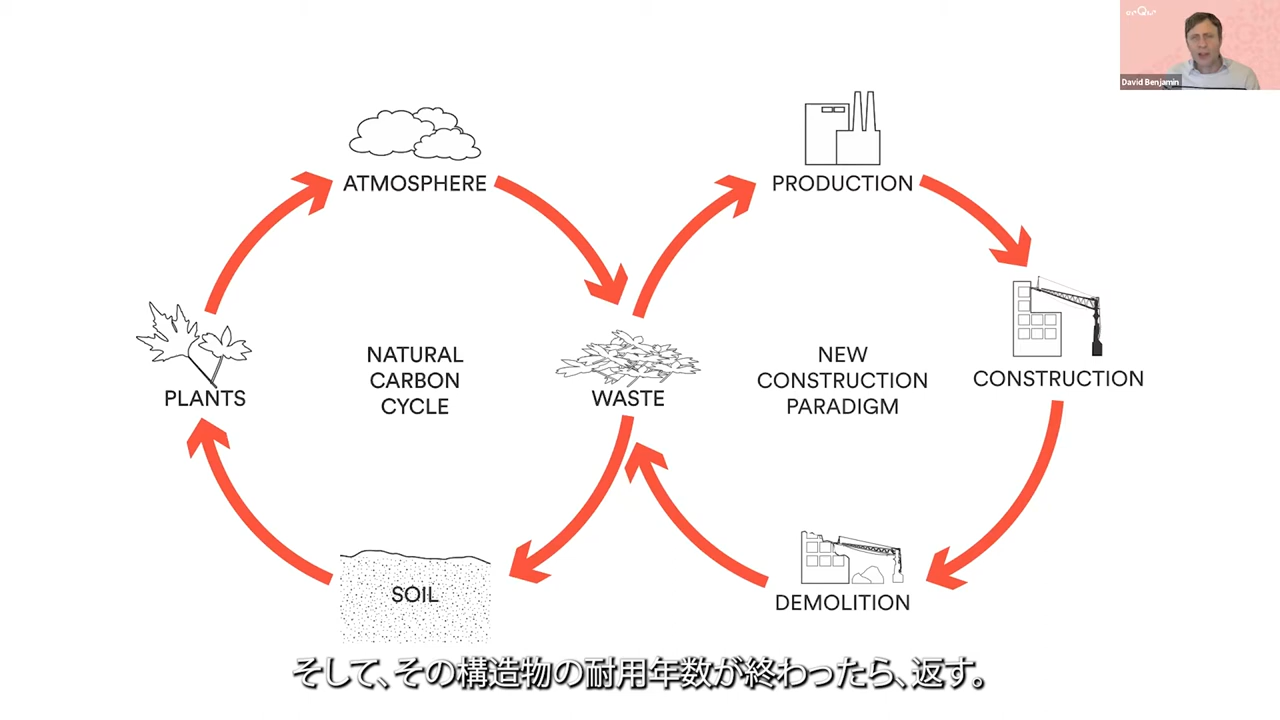 David Benjamin
ATMOSPHERE
PRODUCTION
PLANTS
NATURAL
CARBON
CYCLE
WASTE
NEW
CONSTRUCTION
PARADIGM
CONSTRUCTION
SOIL
DEMOLITION
そして、その構造物の耐用年数が終わったら、返す。